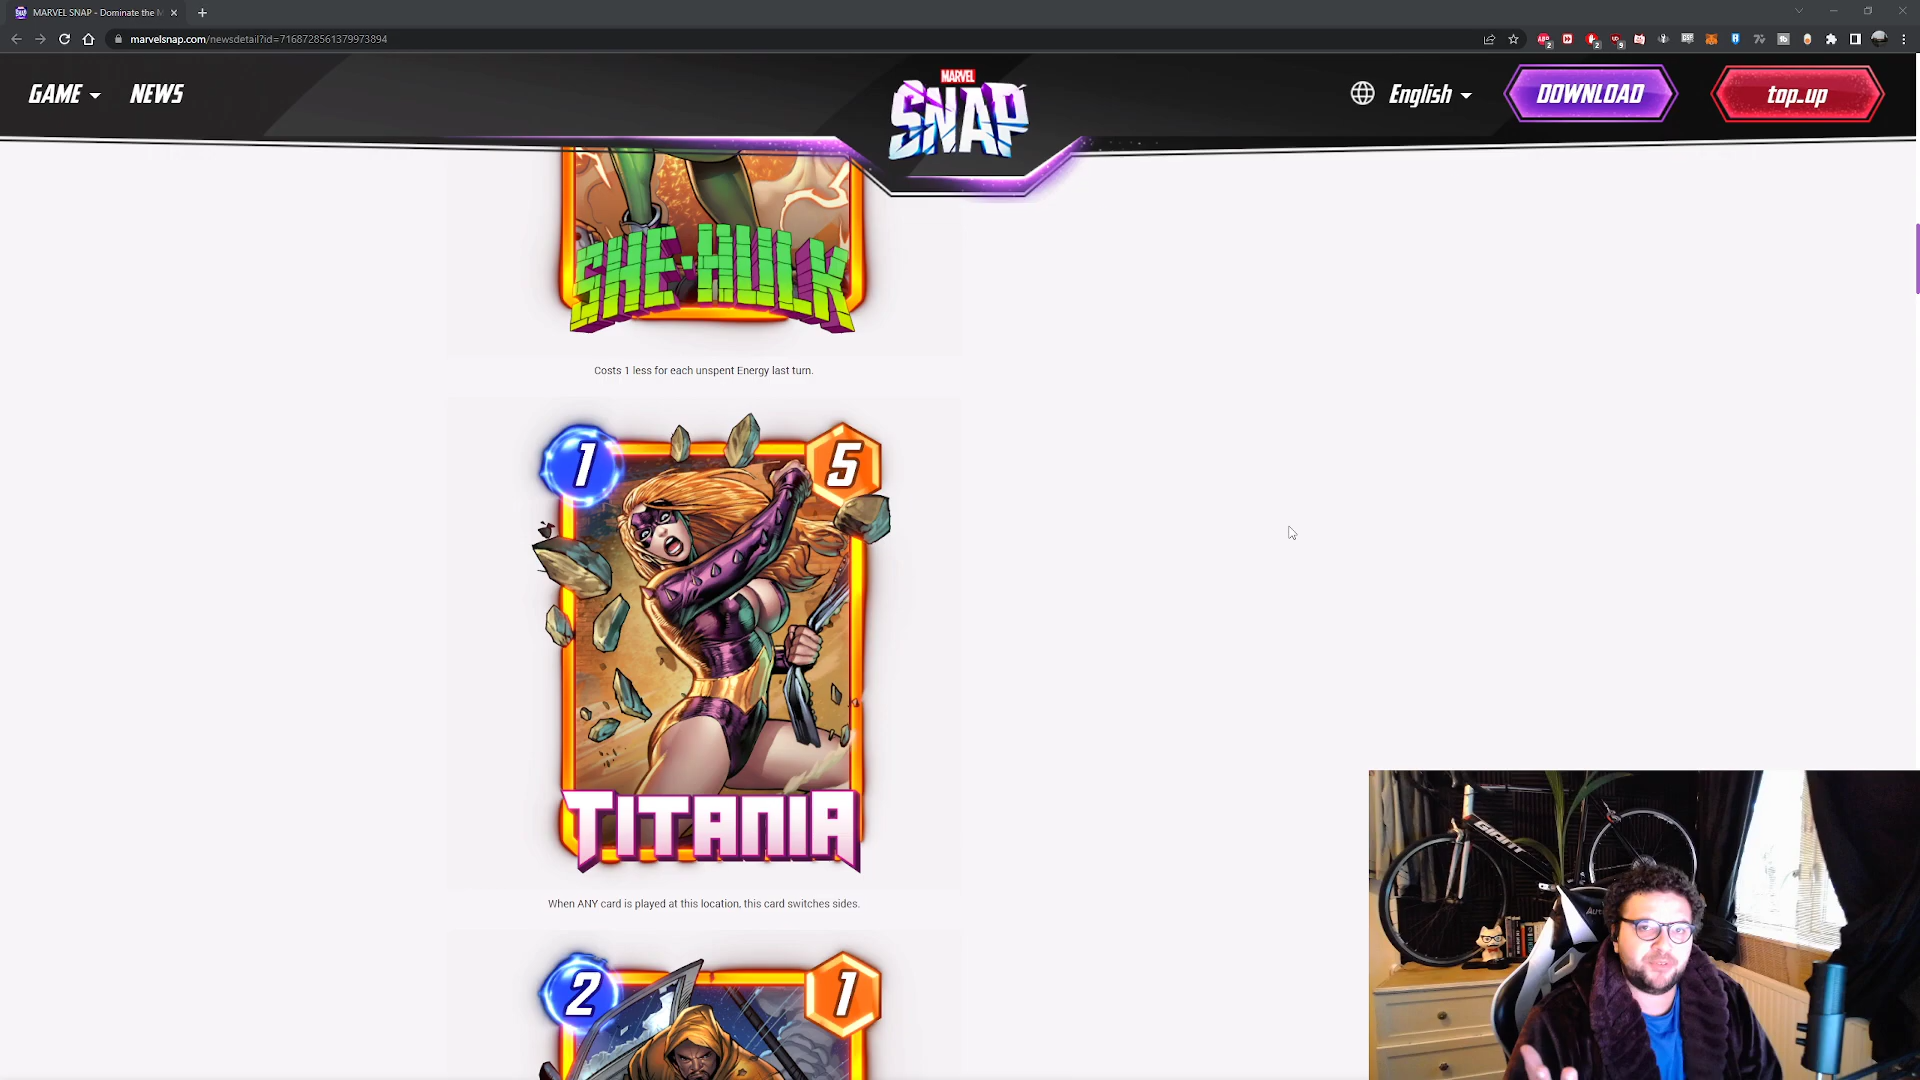 MARVEL SNAP - Dominate the M
marvelsnap.com/newsdetail?id=7168728561379973894
GAME
NEWS
MARVEL
SNAP
English
DOWNLOAD
top_up
SHE-HULK
Costs 1 less for each unspent Energy last turn.
1
5
TITANIA
When ANY card is played at this location, this card switches sides.
2
1
GIANT